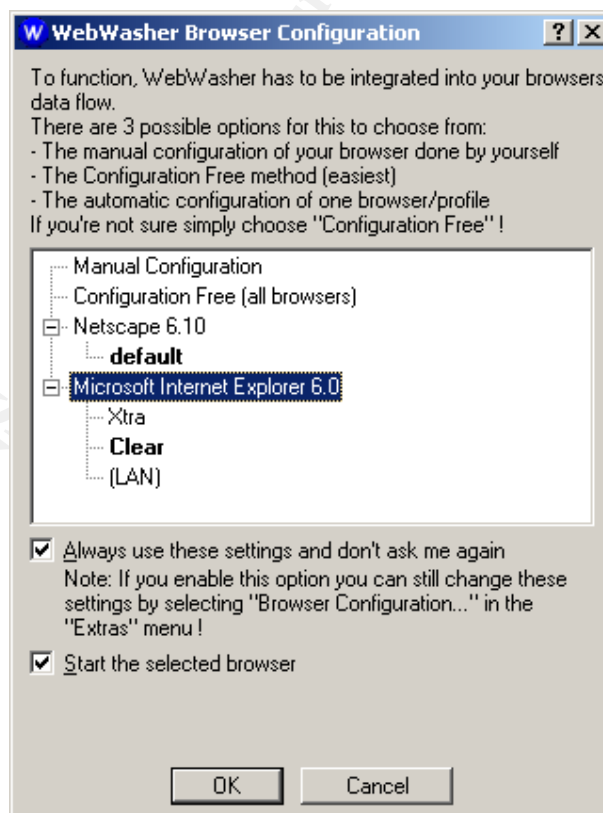 WebWasher Browser Configuration
To function, WebWasher has to be integrated into your browsers
data flow.
There are 3 possible options for this to choose from:
- The manual configuration of your browser done by yourself
- The Configuration Free method (easiest)
- The automatic configuration of one browser/profile
If you're not sure simply choose "Configuration Free" !
Manual Configuration
Configuration Free (all browsers)
Netscape 6.10
default
Microsoft Internet Explorer 6.0
Xtra
Clear
(LAN)
Always use these settings and don't ask me again
Note: If you enable this option you can still change these
settings by selecting "Browser Configuration..." in the
"Extras" menu !
Start the selected browser
OK
Cancel